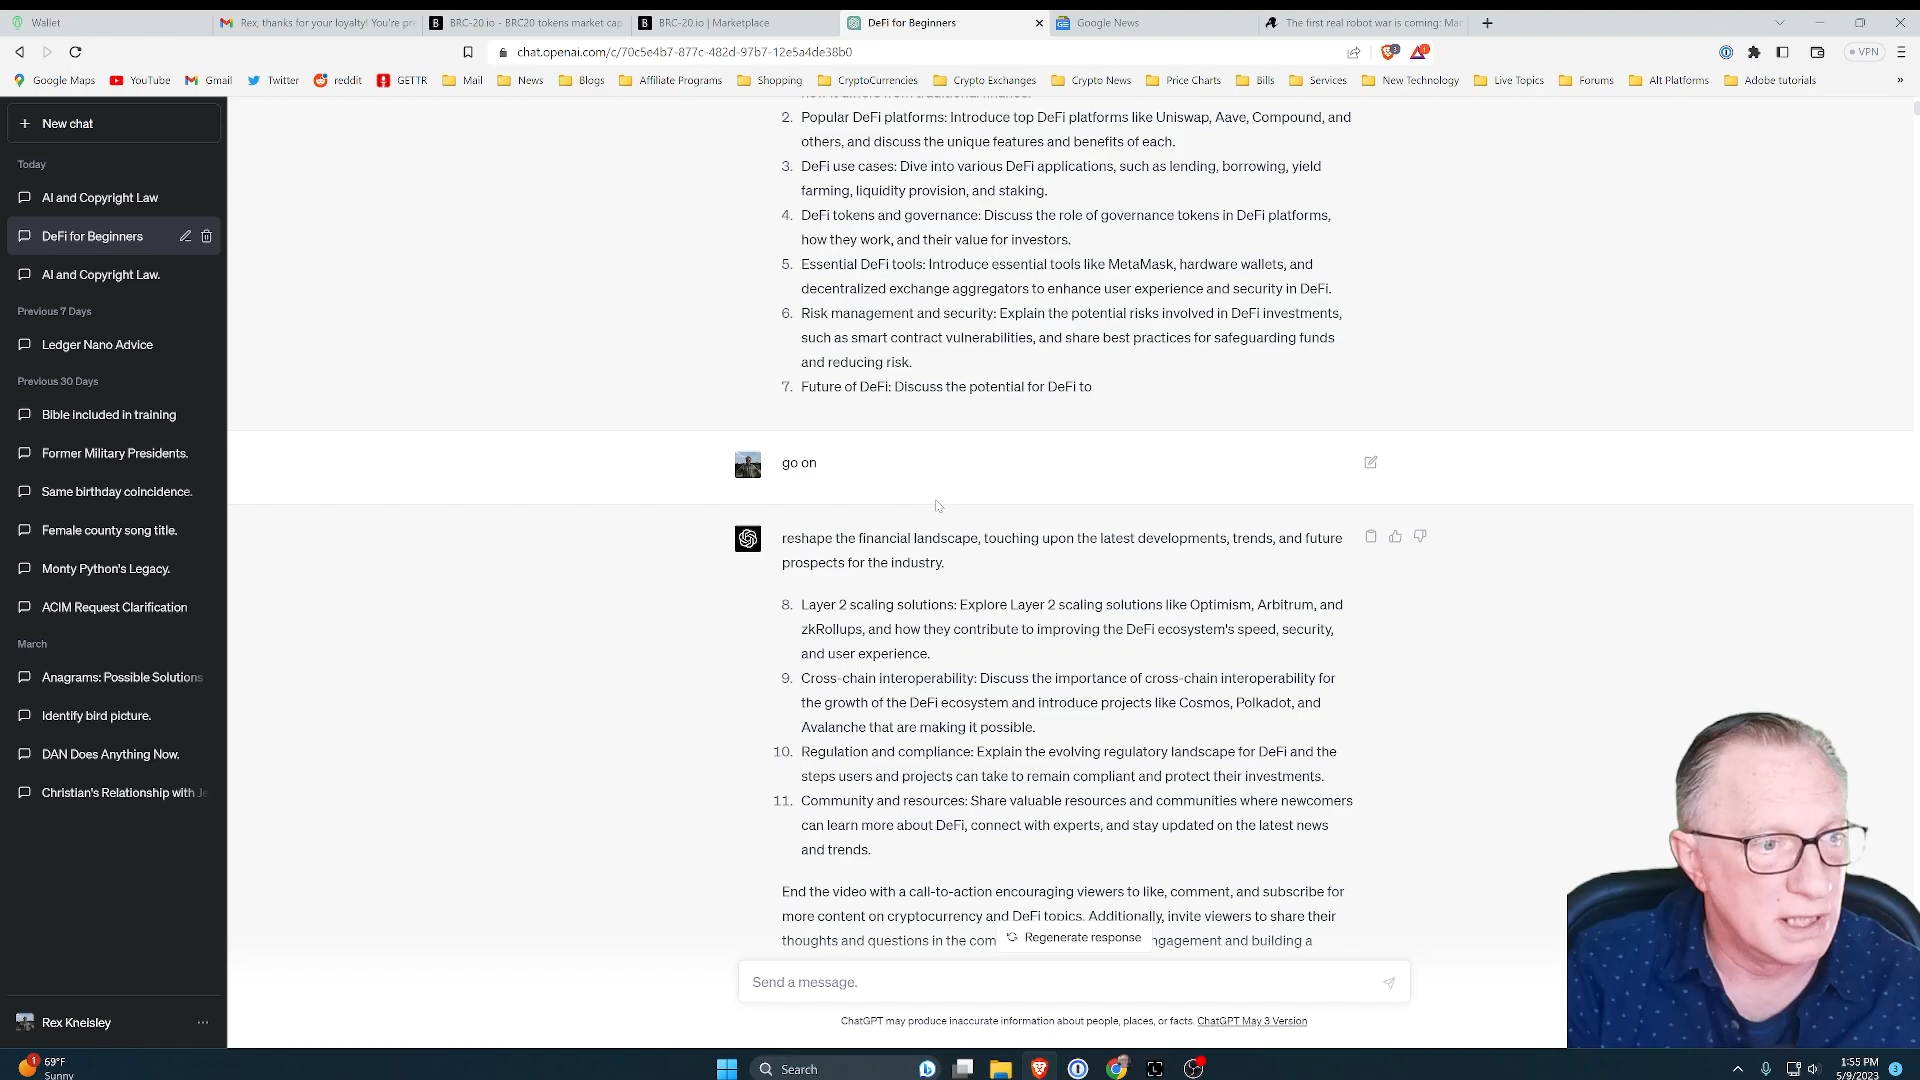 Wallet
Rex, thanks for your loyalty! You're pre
BRC-20.io - BRC20 tokens market cap
BRC-20.io | Marketplace
DeFi for Beginners
Google News
The first real robot war is coming: Ma
chat.openai.com/c/70c5e4b7-877c-482d-97b7-12e5a4de38b0
VPN
Google Maps
YouTube
Gmail
Twitter
reddit
GETTR
Mail
News
Blogs
Affiliate Programs
Shopping
CryptoCurrencies
Crypto Exchanges
Crypto News
Price Charts
Bills
Services
New Technology
Live Topics
Forums
Alt Platforms
Adobe tutorials
»
New chat
Today
AI and Copyright Law
DeFi for Beginners
AI and Copyright Law.
Previous 7 Days
Ledger Nano Advice
Previous 30 Days
Bible included in training
Former Military Presidents.
Same birthday coincidence.
Female county song title.
Monty Python's Legacy.
ACIM Request Clarification
March
Anagrams: Possible Solutions
Identify bird picture.
DAN Does Anything Now.
Christian's Relationship with Je
Rex Kneisley
how it differs from traditional finance.
2. Popular DeFi platforms: Introduce top DeFi platforms like Uniswap, Aave, Compound, and
others, and discuss the unique features and benefits of each.
3. DeFi use cases: Dive into various DeFi applications, such as lending, borrowing, yield
farming, liquidity provision, and staking.
4. DeFi tokens and governance: Discuss the role of governance tokens in DeFi platforms,
how they work, and their value for investors.
5. Essential DeFi tools: Introduce essential tools like MetaMask, hardware wallets, and
decentralized exchange aggregators to enhance user experience and security in DeFi.
6. Risk management and security: Explain the potential risks involved in DeFi investments,
such as smart contract vulnerabilities, and share best practices for safeguarding funds
and reducing risk.
7. Future of DeFi: Discuss the potential for DeFi to
go on
reshape the financial landscape, touching upon the latest developments, trends, and future
prospects for the industry.
8. Layer 2 scaling solutions: Explore Layer 2 scaling solutions like Optimism, Arbitrum, and
zkRollups, and how they contribute to improving the DeFi ecosystem's speed, security,
and user experience.
9. Cross-chain interoperability: Discuss the importance of cross-chain interoperability for
the growth of the DeFi ecosystem and introduce projects like Cosmos, Polkadot, and
Avalanche that are making it possible.
10. Regulation and compliance: Explain the evolving regulatory landscape for DeFi and the
steps users and projects can take to remain compliant and protect their investments.
11. Community and resources: Share valuable resources and communities where newcomers
can learn more about DeFi, connect with experts, and stay updated on the latest news
and trends.
End the video with a call-to-action encouraging viewers to like, comment, and subscribe for
more content on cryptocurrency and DeFi topics. Additionally, invite viewers to share their
thoughts and questions in the com
Regenerate response
ngagement and building a
Send a message.
ChatGPT may produce inaccurate information about people, places, or facts. ChatGPT May 3 Version
1
69°F
Sunny
Search
1:55 PM
5/9/2023
3